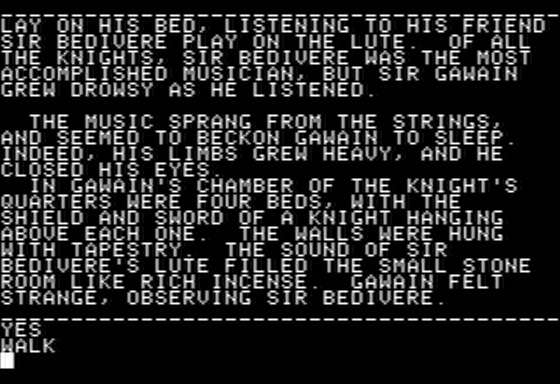 LAY ON HIS BED, LISTENING TO HIS FRIEND
SIR BEDIVERE PLAY ON THE LUTE.  OF ALL
THE KNIGHTS, SIR BEDIVERE WAS THE MOST
ACCOMPLISHED MUSICIAN, BUT SIR GAWAIN
GREW DROWSY AS HE LISTENED.
THE MUSIC SPRANG FROM THE STRINGS,
AND SEEMED TO BECKON GAWAIN TO SLEEP.
INDEED, HIS LIMBS GREW HEAVY, AND HE
CLOSED HIS EYES.
IN GAWAIN'S CHAMBER OF THE KNIGHT'S
QUARTERS WERE FOUR BEDS, WITH THE
SHIELD AND SWORD OF A KNIGHT HANGING
ABOVE EACH ONE.  THE WALLS WERE HUNG
WITH TAPESTRY.  THE SOUND OF SIR
BEDIVERE'S LUTE FILLED THE SMALL STONE
ROOM LIKE RICH INCENSE.  GAWAIN FELT
STRANGE, OBSERVING SIR BEDIVERE.
YES
WALK